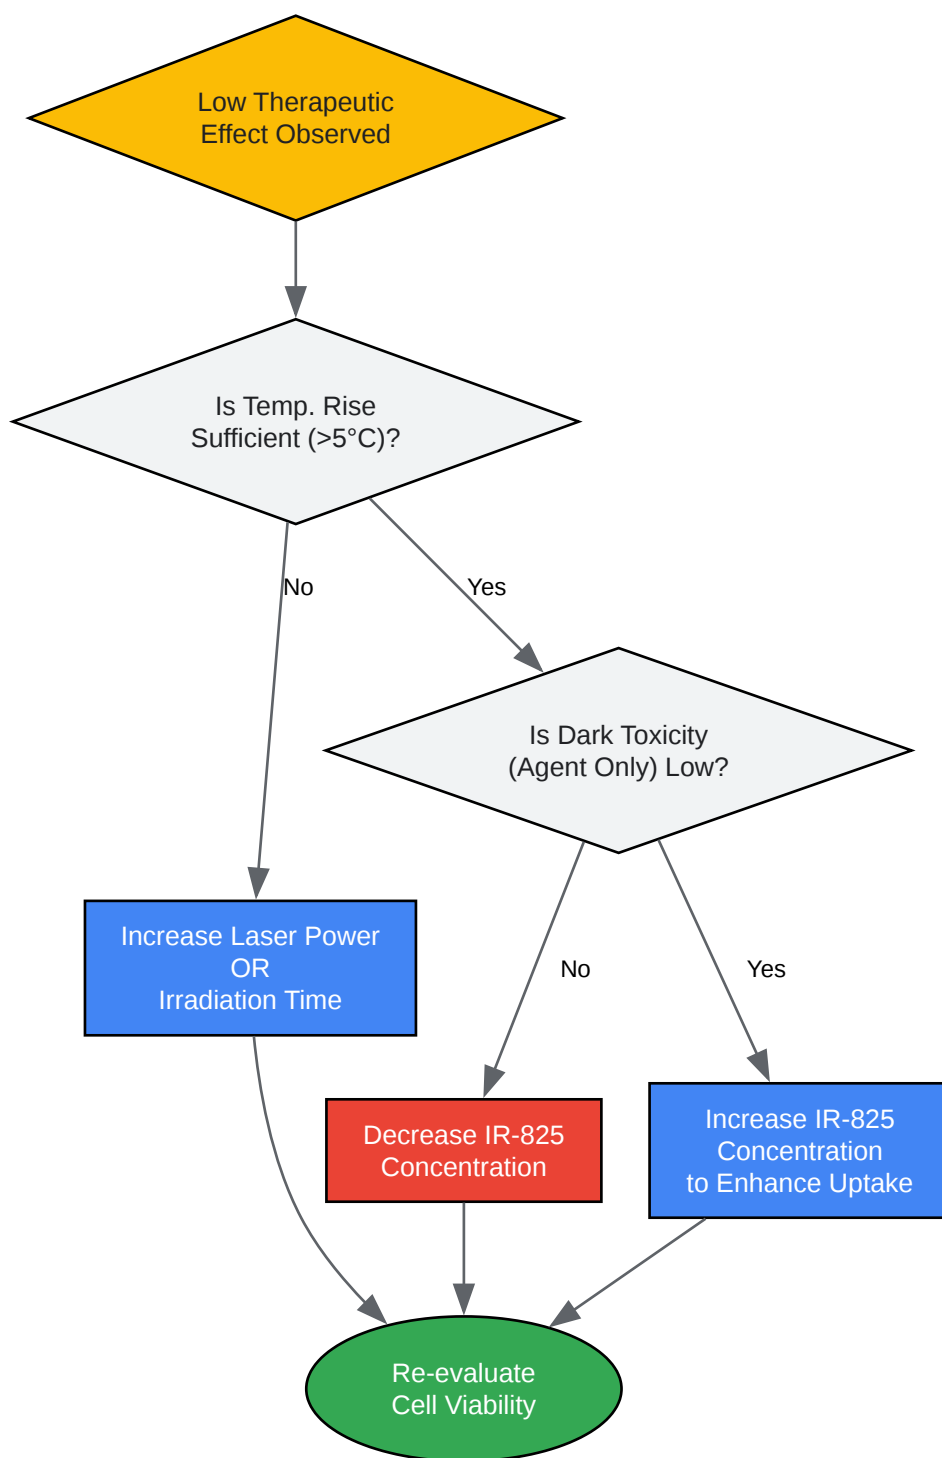 Low Therapeutic
Effect Observed
Is Temp. Rise
Sufficient (>5°C)?
No
Yes
Is Dark Toxicity
(Agent Only) Low?
Increase Laser Power
OR
Irradiation Time
No
Yes
Decrease IR-825
Concentration
Increase IR-825
Concentration
to Enhance Uptake
Re-evaluate
Cell Viability